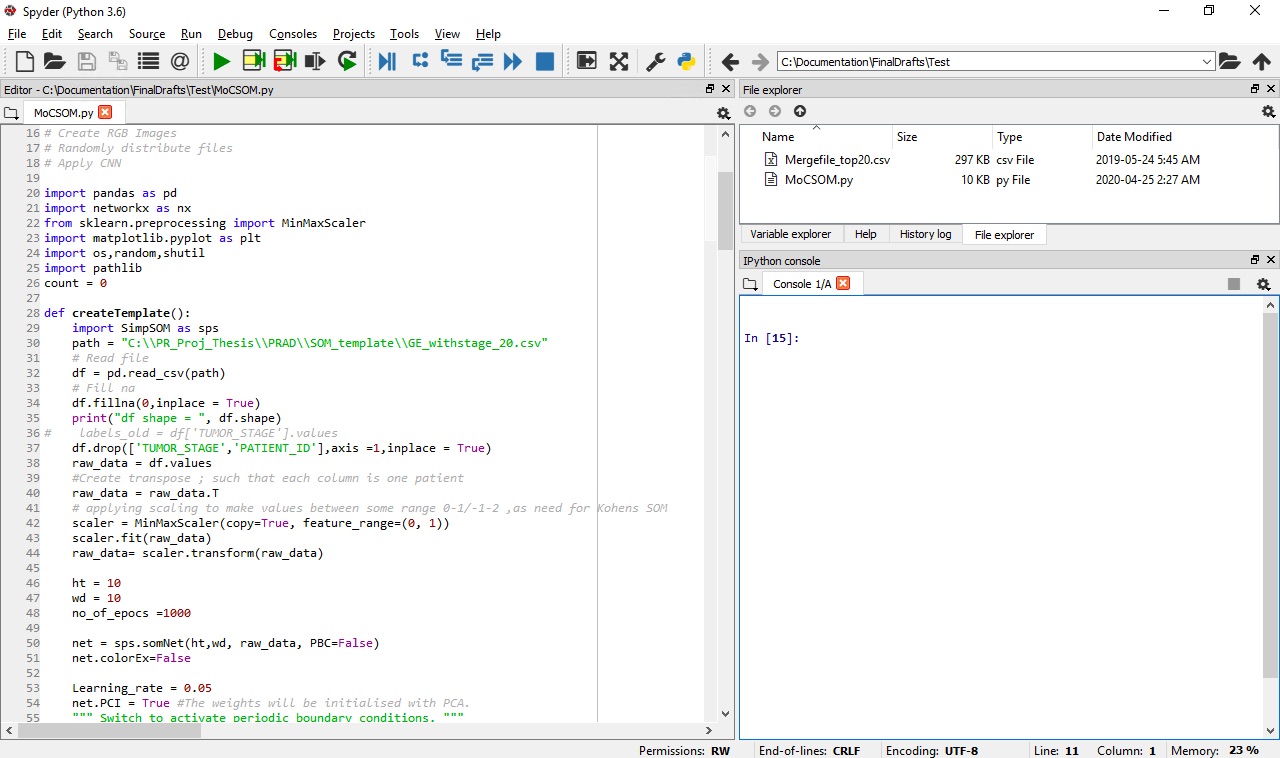 Spyder (Python 3.6)
File Edit Search Source Run Debug Consoles Projects Tools View Help
C:\Documentation\FinalDrafts\Test
Editor - C:\Documentation\FinalDrafts\Test\MoCSOM.py
MoCSOM.py
16 # Create RGB Images
17 # Randomly distribute files
18 # Apply CNN
19
20 import pandas as pd
21 import networkx as nx
22 from sklearn.preprocessing import MinMaxScaler
23 import matplotlib.pyplot as plt
24 import os,random,shutil
25 import pathlib
26 count = 0
27
28 def createTemplate():
29     import SimpSOM as sps
30     path = "C:\\PR_Proj_Thesis\\PRAD\\SOM_template\\GE_withstage_20.csv"
31     # Read file
32     df = pd.read_csv(path)
33     # Fill na
34     df.fillna(0,inplace = True)
35     print("df shape = ", df.shape)
36 #    labels_old = df['TUMOR_STAGE'].values
37     df.drop(['TUMOR_STAGE','PATIENT_ID'],axis =1,inplace = True)
38     raw_data = df.values
39     #Create transpose ; such that each column is one patient
40     raw_data = raw_data.T
41     # applying scaling to make values between some range 0-1/-1-2 ,as need for Kohens SOM
42     scaler = MinMaxScaler(copy=True, feature_range=(0, 1))
43     scaler.fit(raw_data)
44     raw_data= scaler.transform(raw_data)
45
46     ht = 10
47     wd = 10
48     no_of_epocs =1000
49
50     net = sps.somNet(ht,wd, raw_data, PBC=False)
51     net.colorEx=False
52
53     Learning_rate = 0.05
54     net.PCI = True #The weights will be initialised with PCA.
55     """ Switch to activate periodic boundary conditions. """
File explorer
Name Size Type Date Modified
Mergefile_top20.csv 297 KB csv File 2019-05-24 5:45 AM
MoCSOM.py 10 KB py File 2020-04-25 2:27 AM
Variable explorer Help History log File explorer
IPython console
Console 1/A
In [15]:
Permissions: RW End-of-lines: CRLF Encoding: UTF-8 Line: 11 Column: 1 Memory: 23 %